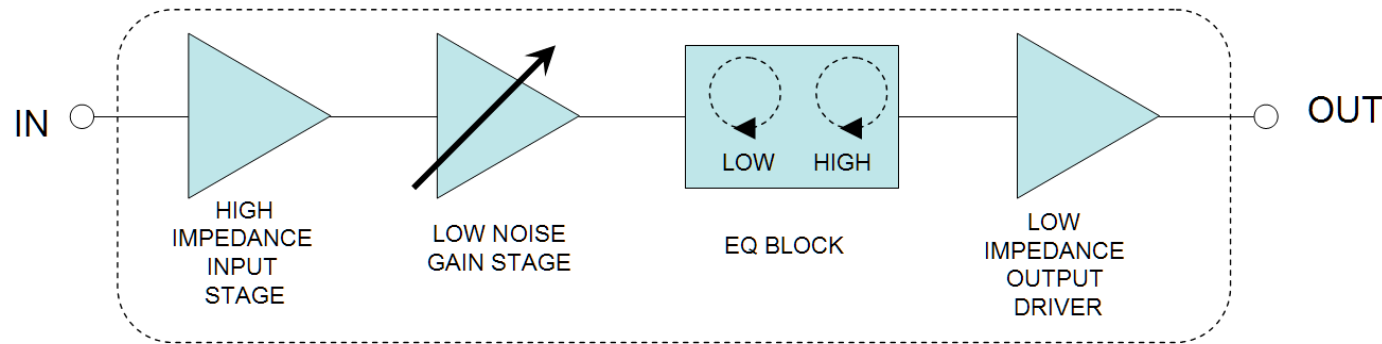 IN
HIGH
IMPEDANCE
INPUT
STAGE
LOW NOISE
GAIN STAGE
LOW
HIGH
EQ BLOCK
LOW
IMPEDANCE
OUTPUT
DRIVER
OUT